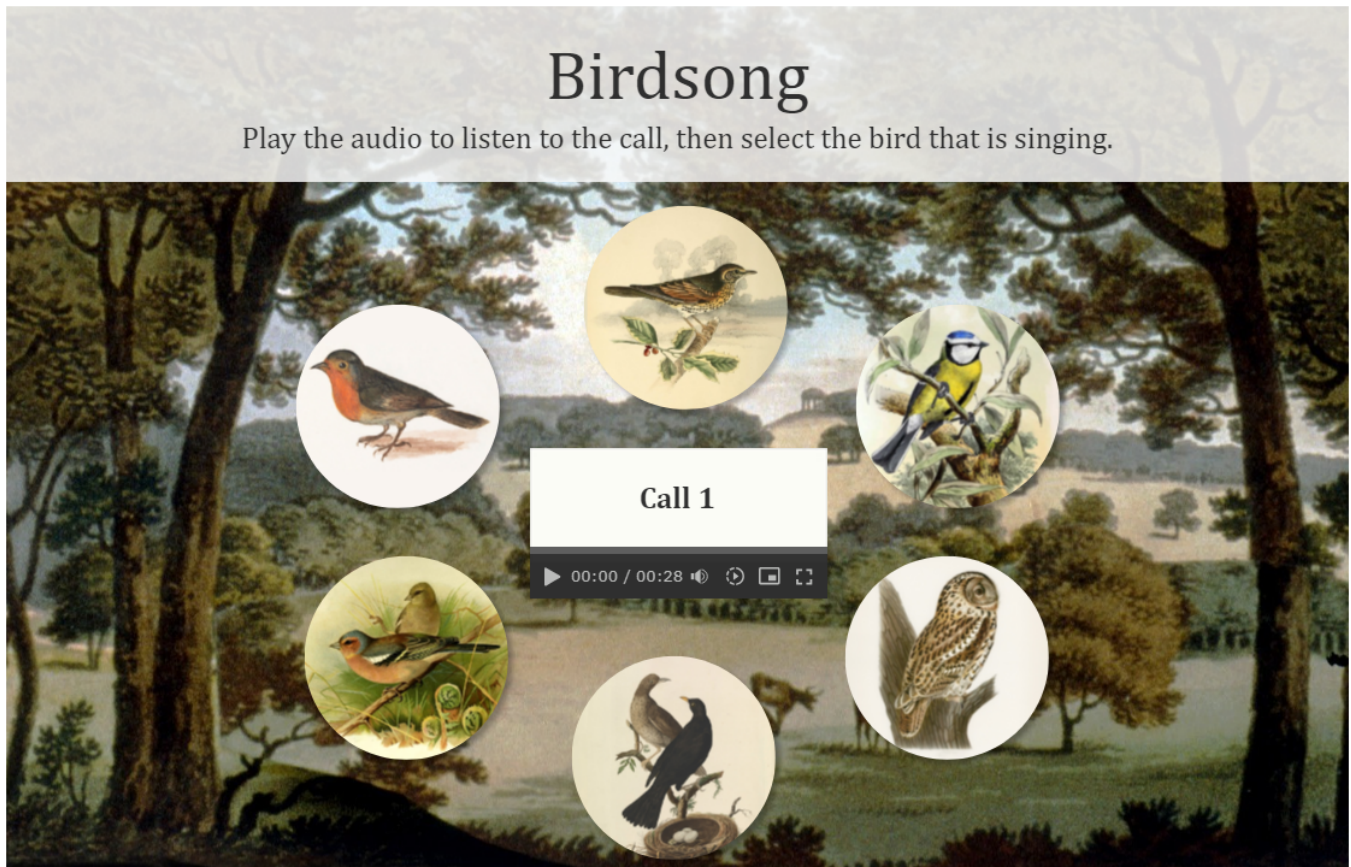 Birdsong
Play the audio to listen to the call, then select the bird that is singing.
Call 1
00:00 / 00:28